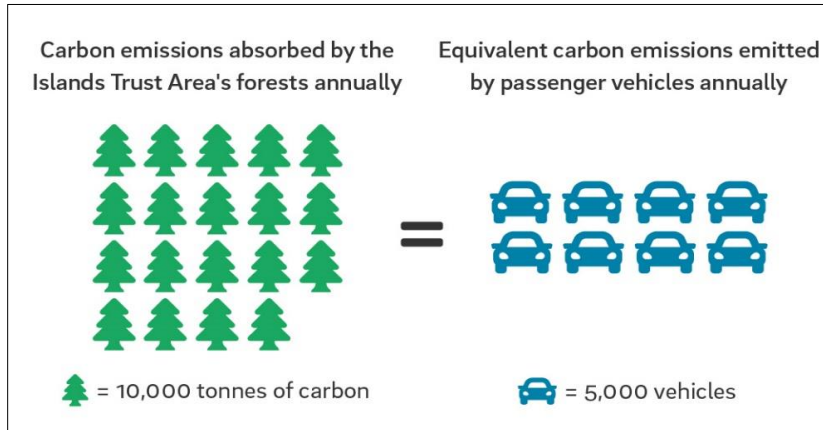 Carbon emissions absorbed by the
Islands Trust Area's forests annually
Equivalent carbon emissions emitted
by passenger vehicles annually
=
= 10,000 tonnes of carbon
= 5,000 vehicles